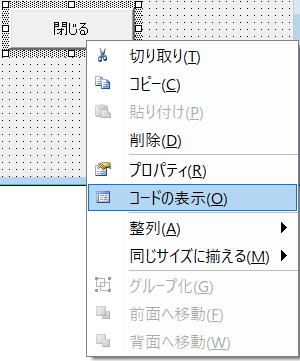 閉じる
切り取り(T)
コピー(C)
貼り付け(P)
削除(D)
プロパティ(R)
コードの表示(O)
整列(A)
同じサイズに揃える(M)
グループ化(G)
前面へ移動(F)
背面へ移動(W)